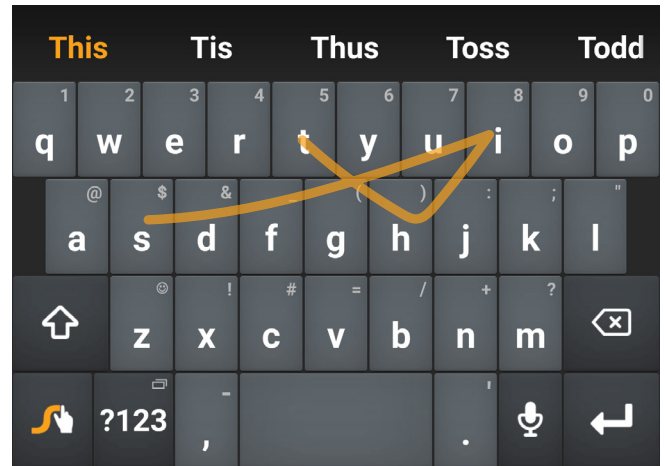 This Tis Thus Toss Todd
1 2 3 4 5 6 7 8 9 0
q w e r t y u i o p
@ $ & _ ( ) : ; "
a s d f g h j k l
☺ ! # = / + ?
z x c v b n m
- '
?123 , .